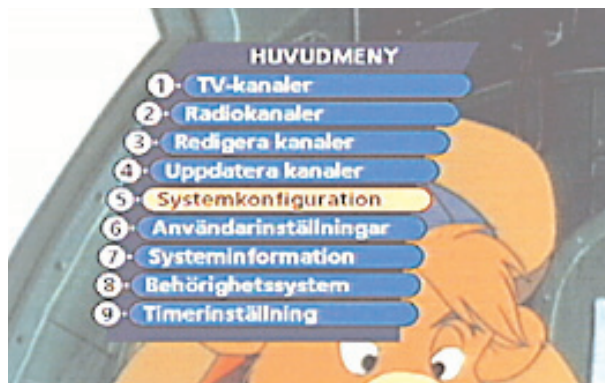 HUVUDMENY
1 TV-kanaler
2 Radiokanaler
3 Redigera kanaler
4 Uppdatera kanaler
5 Systemkonfiguration
6 Användarinställningar
7 Systeminformation
8 Behörighetssystem
9 Timerinställning